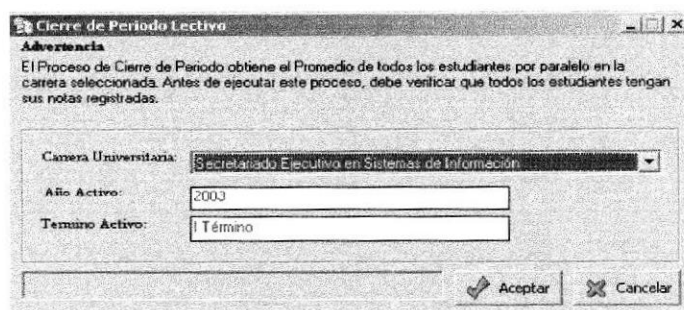 Cierre de Periodo Lectivo
Advertencia
El Proceso de Cierre de Periodo obtiene el Promedio de todos los estudiantes por paralelo en la
carrera seleccionada. Antes de ejecutar este proceso, debe verificar que todos los estudiantes tengan
sus notas registradas.
Carrera Universitaria: Secretariado Ejecutivo en Sistemas de Información
Año Activo: 2003
Termino Activo: I Término
Aceptar Cancelar